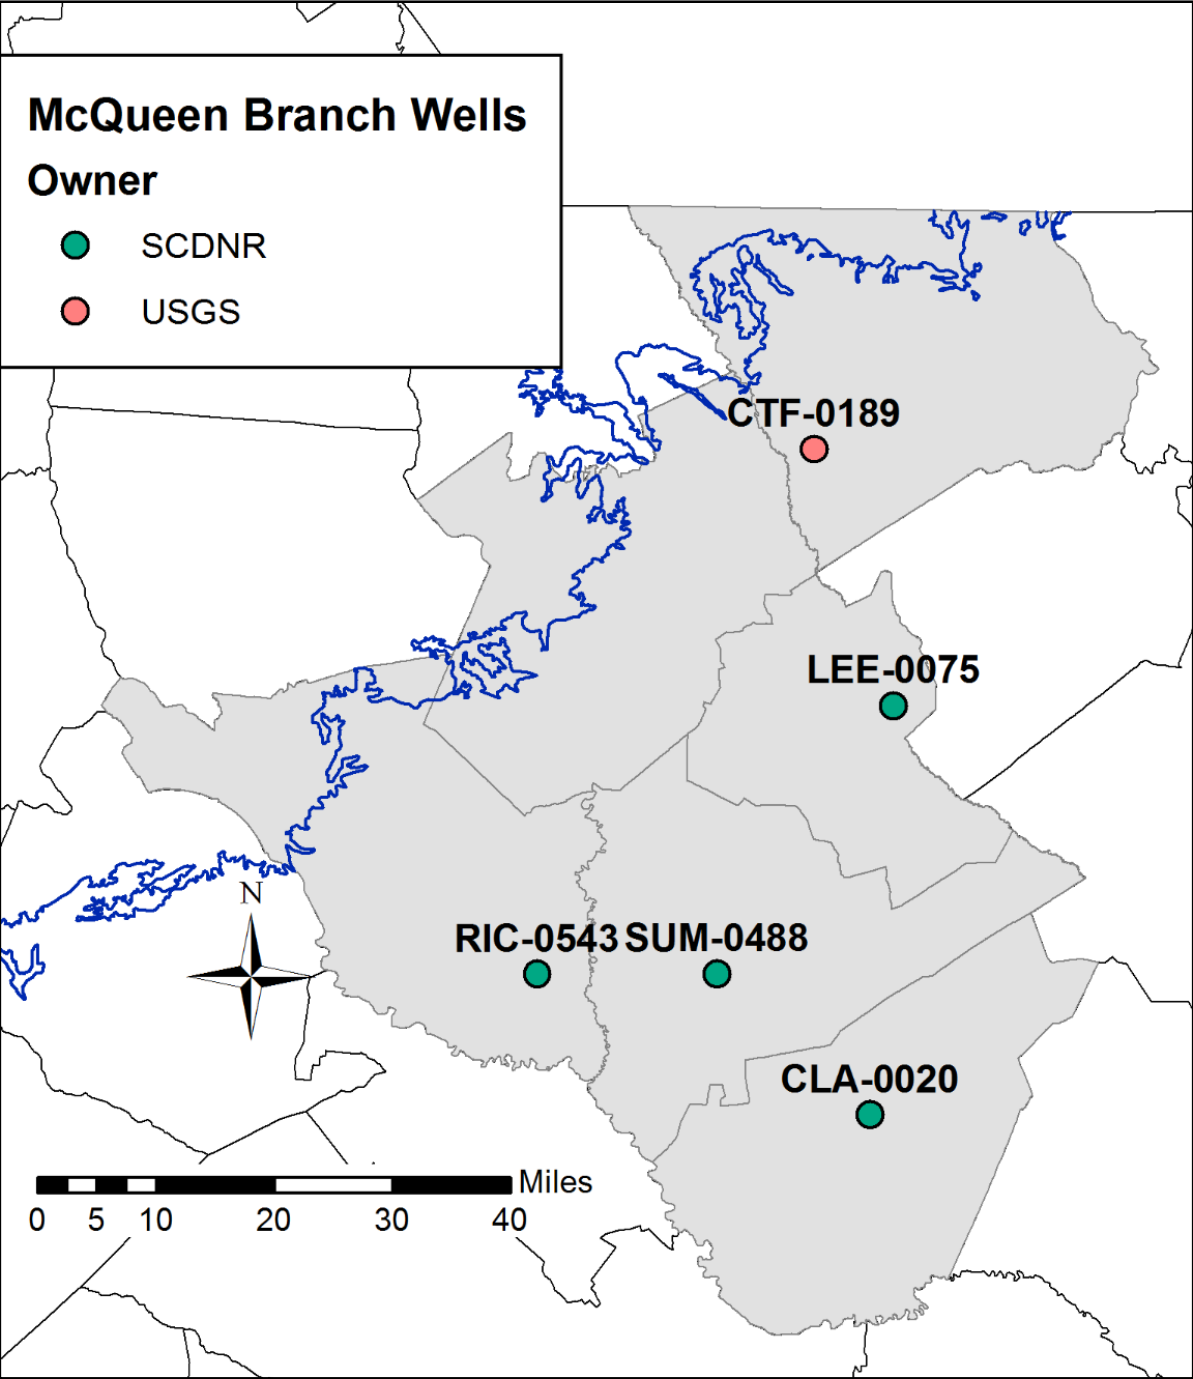 McQueen Branch Wells
Owner
SCDNR
USGS
CTF-0189
LEE-0075
N
RIC-0543 SUM-0488
CLA-0020
Miles
0 5 10 20 30 40